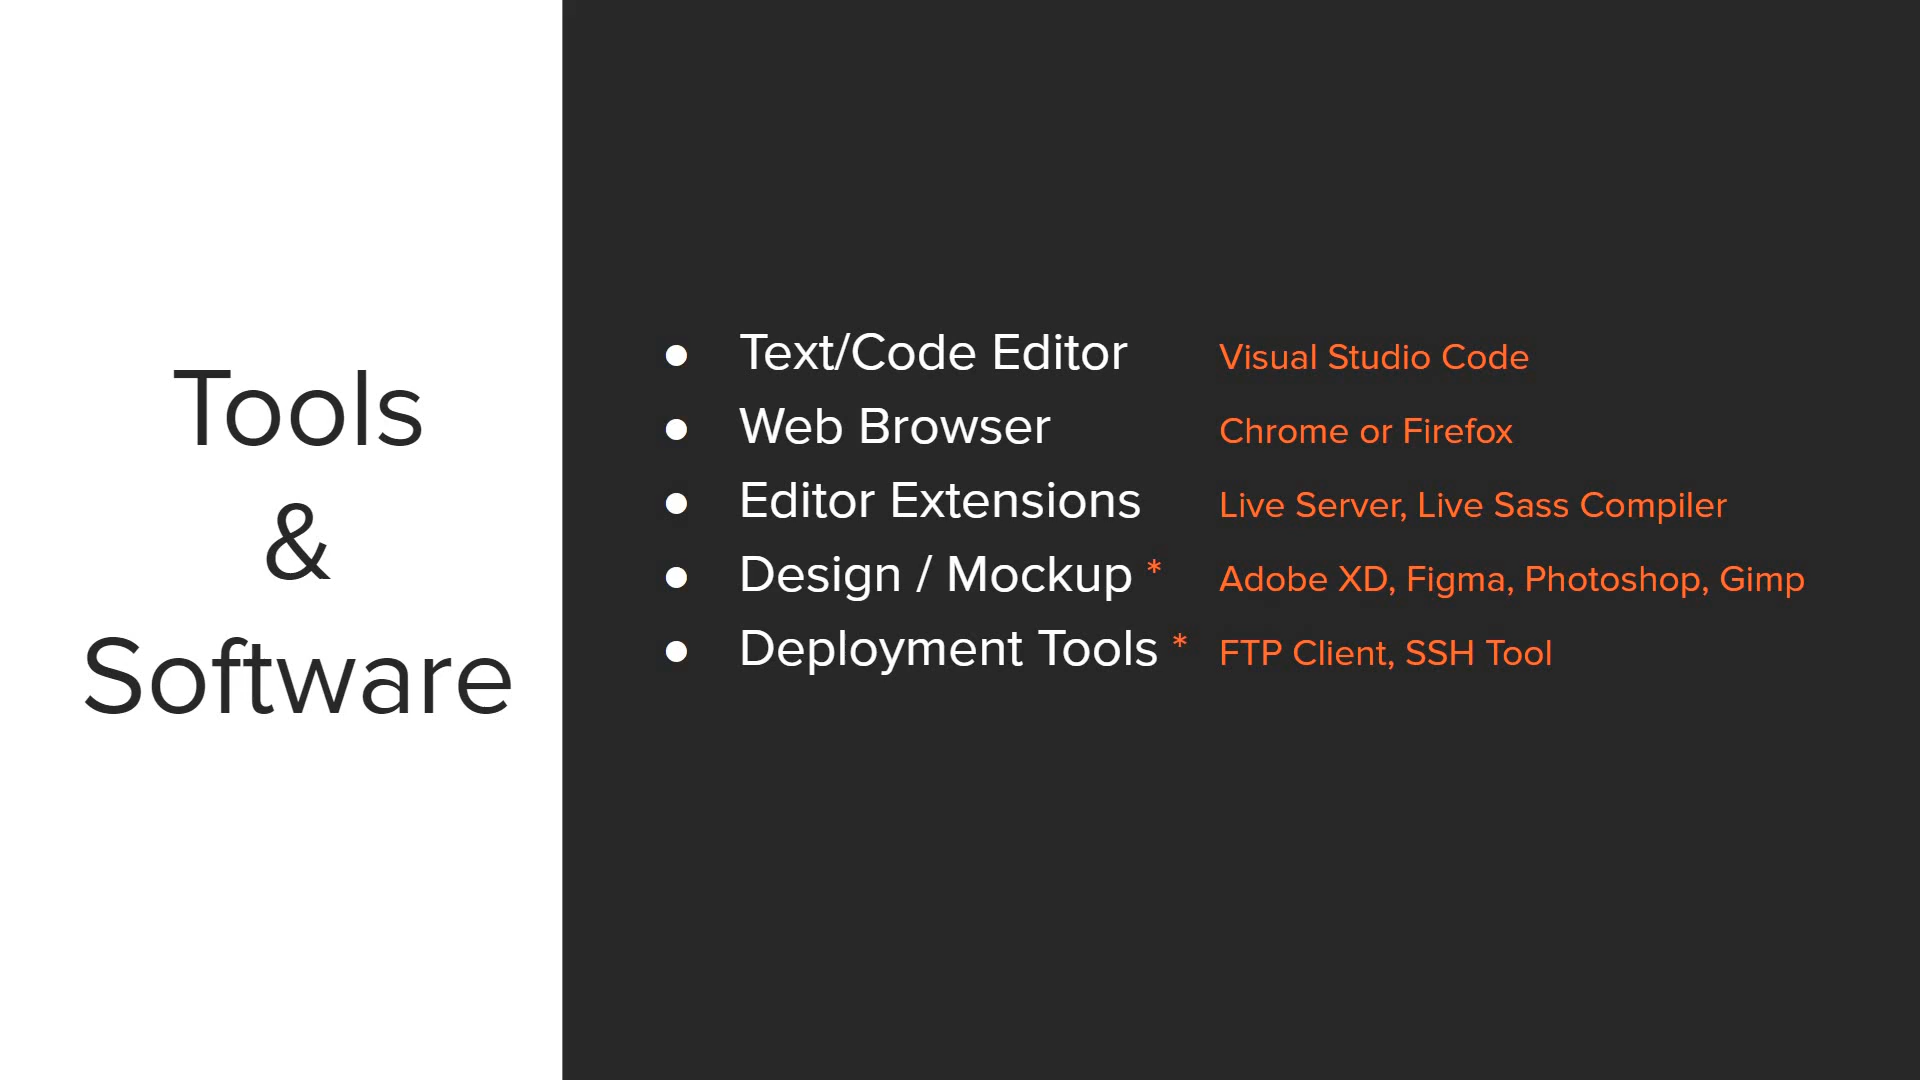 Tools
&
Software
● Text/Code Editor Visual Studio Code
● Web Browser Chrome or Firefox
● Editor Extensions Live Server, Live Sass Compiler
● Design / Mockup * Adobe XD, Figma, Photoshop, Gimp
● Deployment Tools * FTP Client, SSH Tool